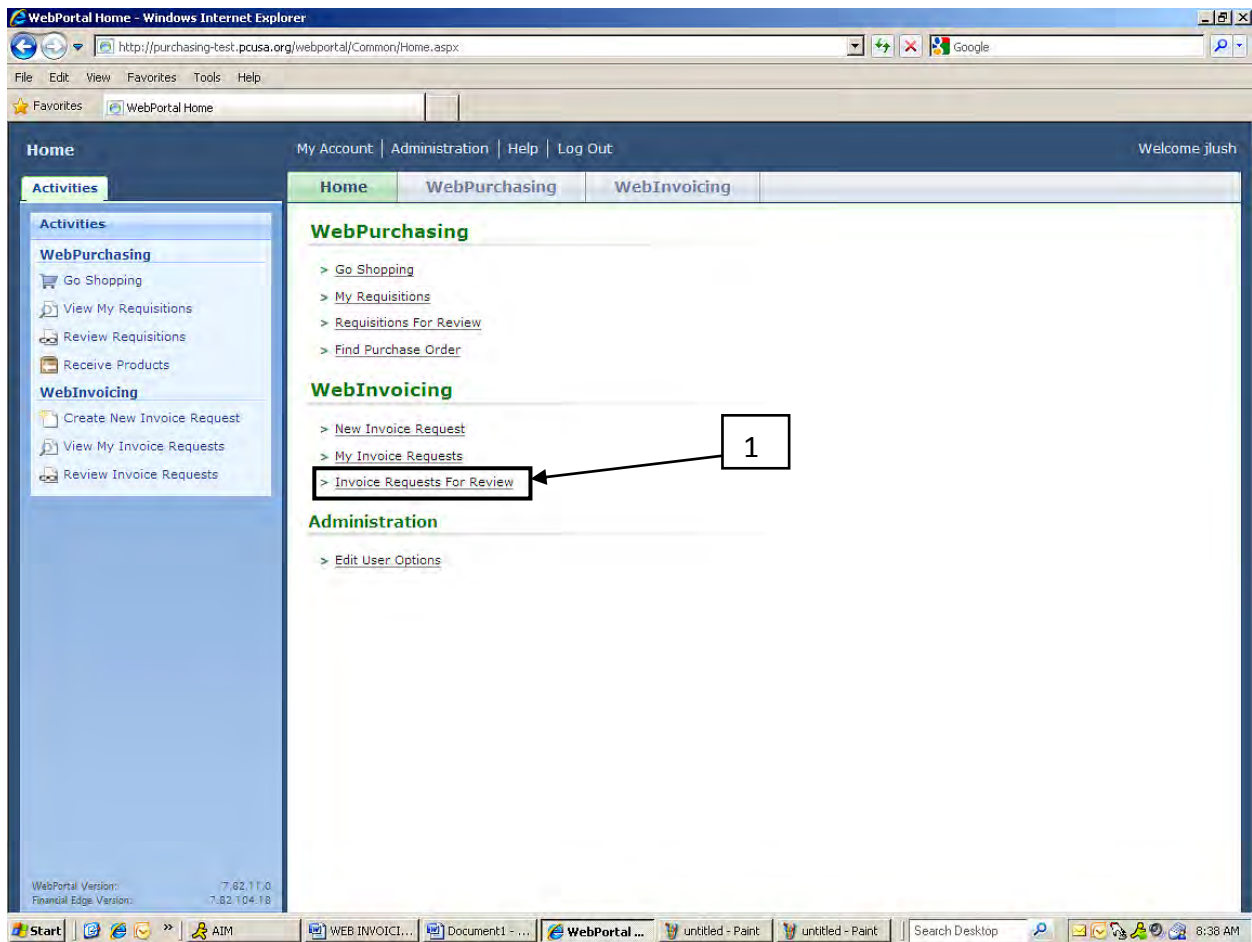 WebPortal Home - Windows Internet Explorer
http://purchasing-test.pcusa.org/webportal/Common/Home.aspx
Google
File Edit View Favorites Tools Help
Favorites WebPortal Home
Home My Account | Administration | Help | Log Out Welcome jlush
Activities Home WebPurchasing WebInvoicing
Activities
WebPurchasing
Go Shopping
View My Requisitions
Review Requisitions
Receive Products
WebInvoicing
Create New Invoice Request
View My Invoice Requests
Review Invoice Requests
WebPurchasing
> Go Shopping
> My Requisitions
> Requisitions For Review
> Find Purchase Order
WebInvoicing
> New Invoice Request
> My Invoice Requests
> Invoice Requests For Review
1
Administration
> Edit User Options
WebPortal Version: 7.82.11.0
Financial Edge Version: 7.82.104.18
Start » AIM WEB INVOICI... Document1 - ... WebPortal ... untitled - Paint untitled - Paint Search Desktop 8:38 AM